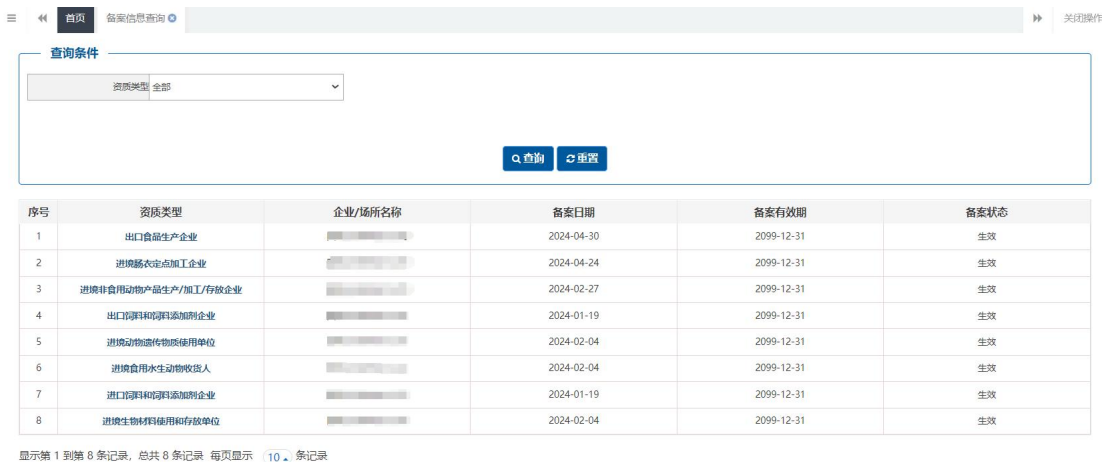 首页 备案信息查询 关闭操作
查询条件
资质类型 全部
查询 重置
序号 资质类型 企业/场所名称 备案日期 备案有效期 备案状态
1 出口食品生产企业 2024-04-30 2099-12-31 生效
2 进境肠衣定点加工企业 2024-04-24 2099-12-31 生效
3 进境非食用动物产品生产/加工/存放企业 2024-02-27 2099-12-31 生效
4 出口饲料和饲料添加剂企业 2024-01-19 2099-12-31 生效
5 进境动物遗传物质使用单位 2024-02-04 2099-12-31 生效
6 进境食用水生动物收货人 2024-02-04 2099-12-31 生效
7 进口饲料和饲料添加剂企业 2024-01-19 2099-12-31 生效
8 进境生物材料使用和存放单位 2024-02-04 2099-12-31 生效
显示第 1 到第 8 条记录，总共 8 条记录 每页显示 10 条记录